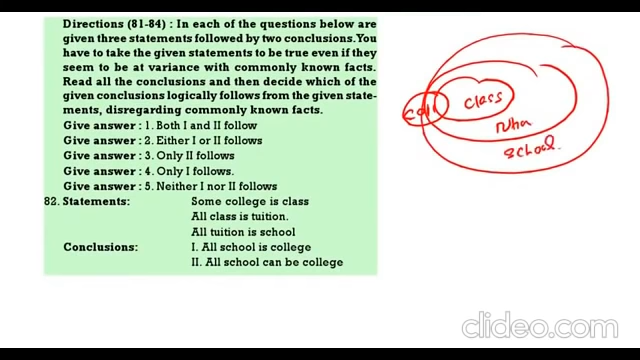 Directions (81-84) : In each of the questions below are
given three statements followed by two conclusions.You
have to take the given statements to be true even if they
seem to be at variance with commonly known facts.
Read all the conclusions and then decide which of the
given conclusions logically follows from the given state-
ments, disregarding commonly known facts.
Give answer : 1. Both I and II follow
Give answer : 2. Either I or II follows
Give answer : 3. Only II follows
Give answer : 4. Only I follows.
Give answer : 5. Neither I nor II follows
82. Statements: Some college is class
All class is tuition.
All tuition is school
Conclusions: I. All school is college
II. All school can be college
class
school.
clideo.com